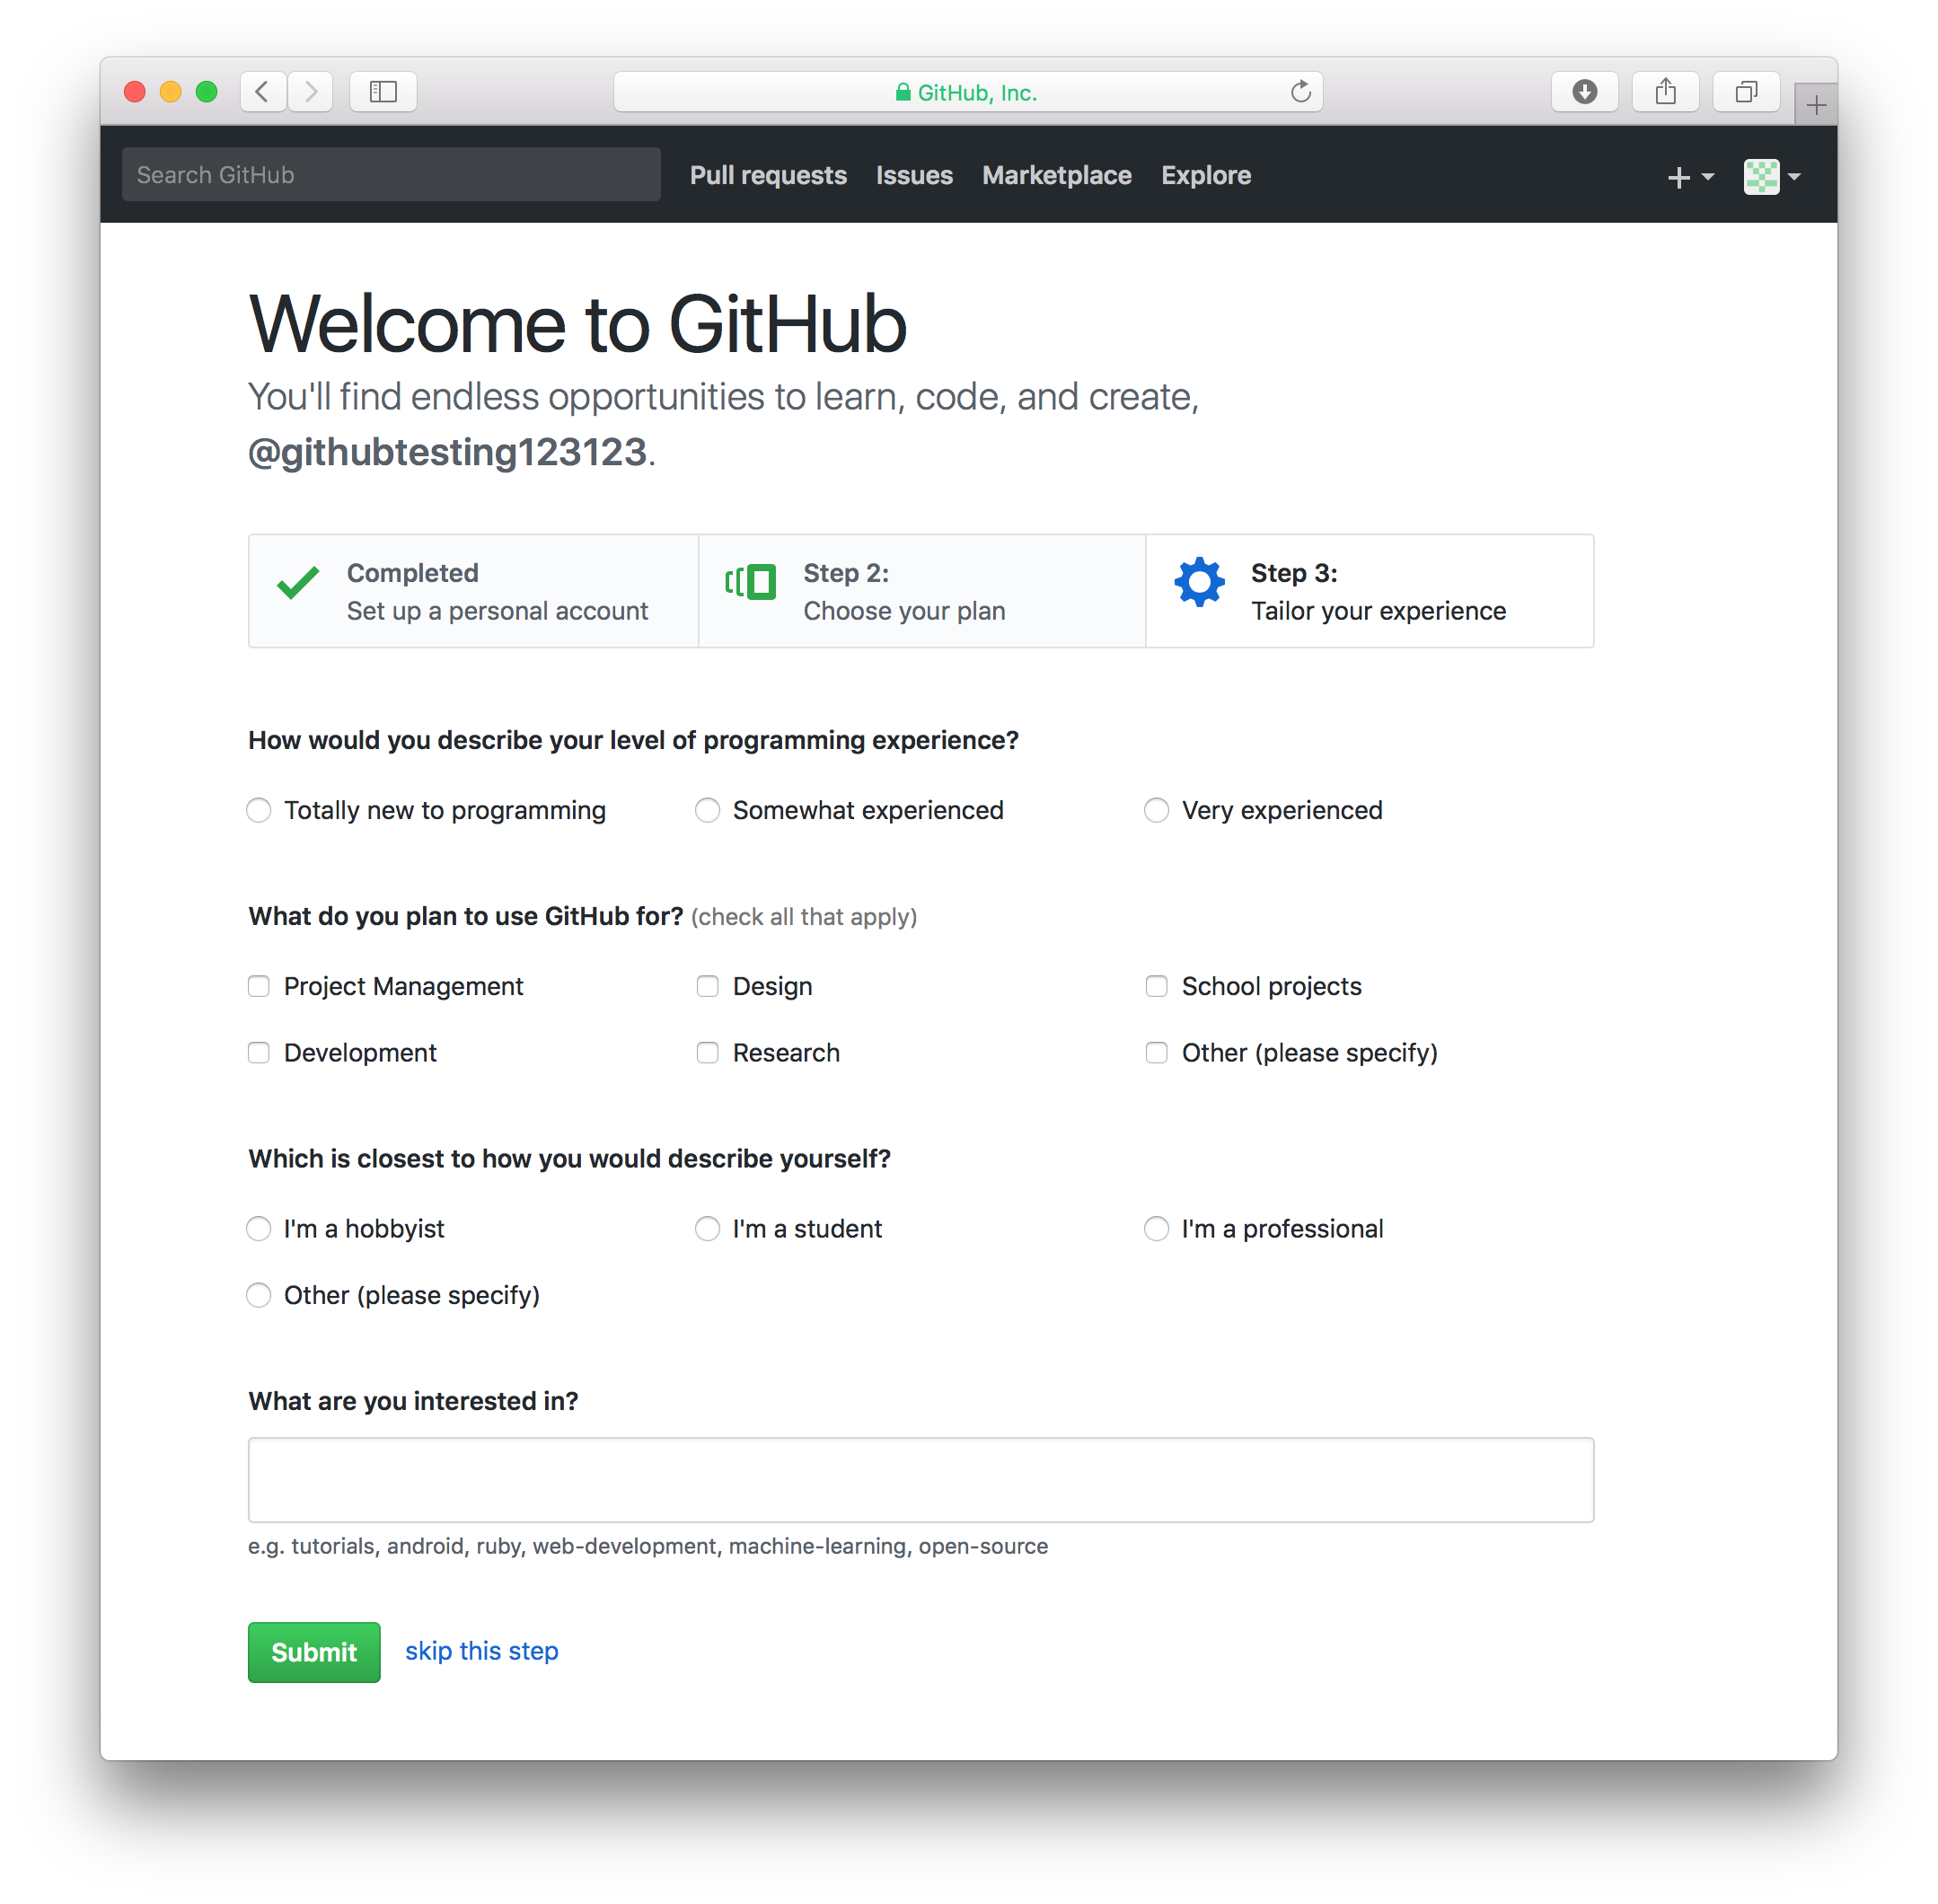 GitHub, Inc.
Search GitHub
Pull requests
Issues
Marketplace
Explore
Welcome to GitHub
You'll find endless opportunities to learn, code, and create,
@githubtesting123123.
Completed
Set up a personal account
Step 2:
Choose your plan
Step 3:
Tailor your experience
How would you describe your level of programming experience?
Totally new to programming
Somewhat experienced
Very experienced
What do you plan to use GitHub for? (check all that apply)
Project Management
Design
School projects
Development
Research
Other (please specify)
Which is closest to how you would describe yourself?
I'm a hobbyist
I'm a student
I'm a professional
Other (please specify)
What are you interested in?
e.g. tutorials, android, ruby, web-development, machine-learning, open-source
Submit
skip this step